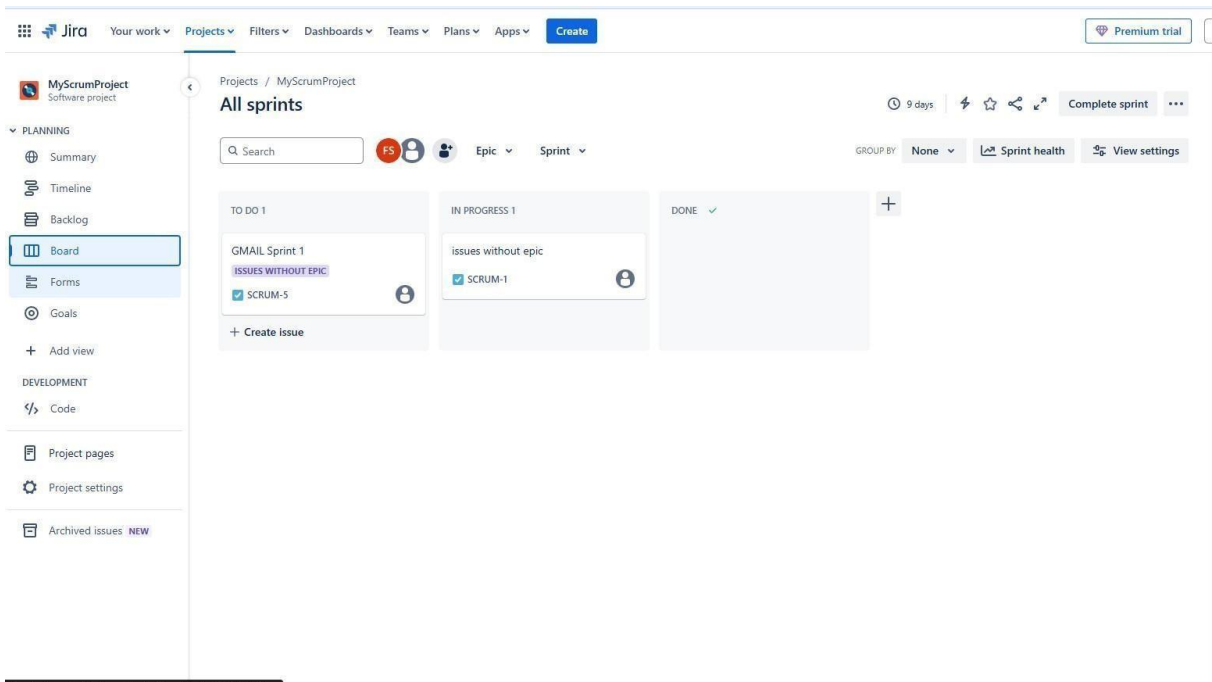 Jira Your work Projects Filters Dashboards Teams Plans Apps Create Premium trial
MyScrumProject
Software project
PLANNING
Summary
Timeline
Backlog
Board
Forms
Goals
Add view
DEVELOPMENT
Code
Project pages
Project settings
Archived issues NEW
Projects / MyScrumProject
All sprints
9 days Complete sprint
Search FS Epic Sprint GROUP BY None Sprint health View settings
TO DO 1
GMAIL Sprint 1
ISSUES WITHOUT EPIC
SCRUM-5
+ Create issue
IN PROGRESS 1
issues without epic
SCRUM-1
DONE